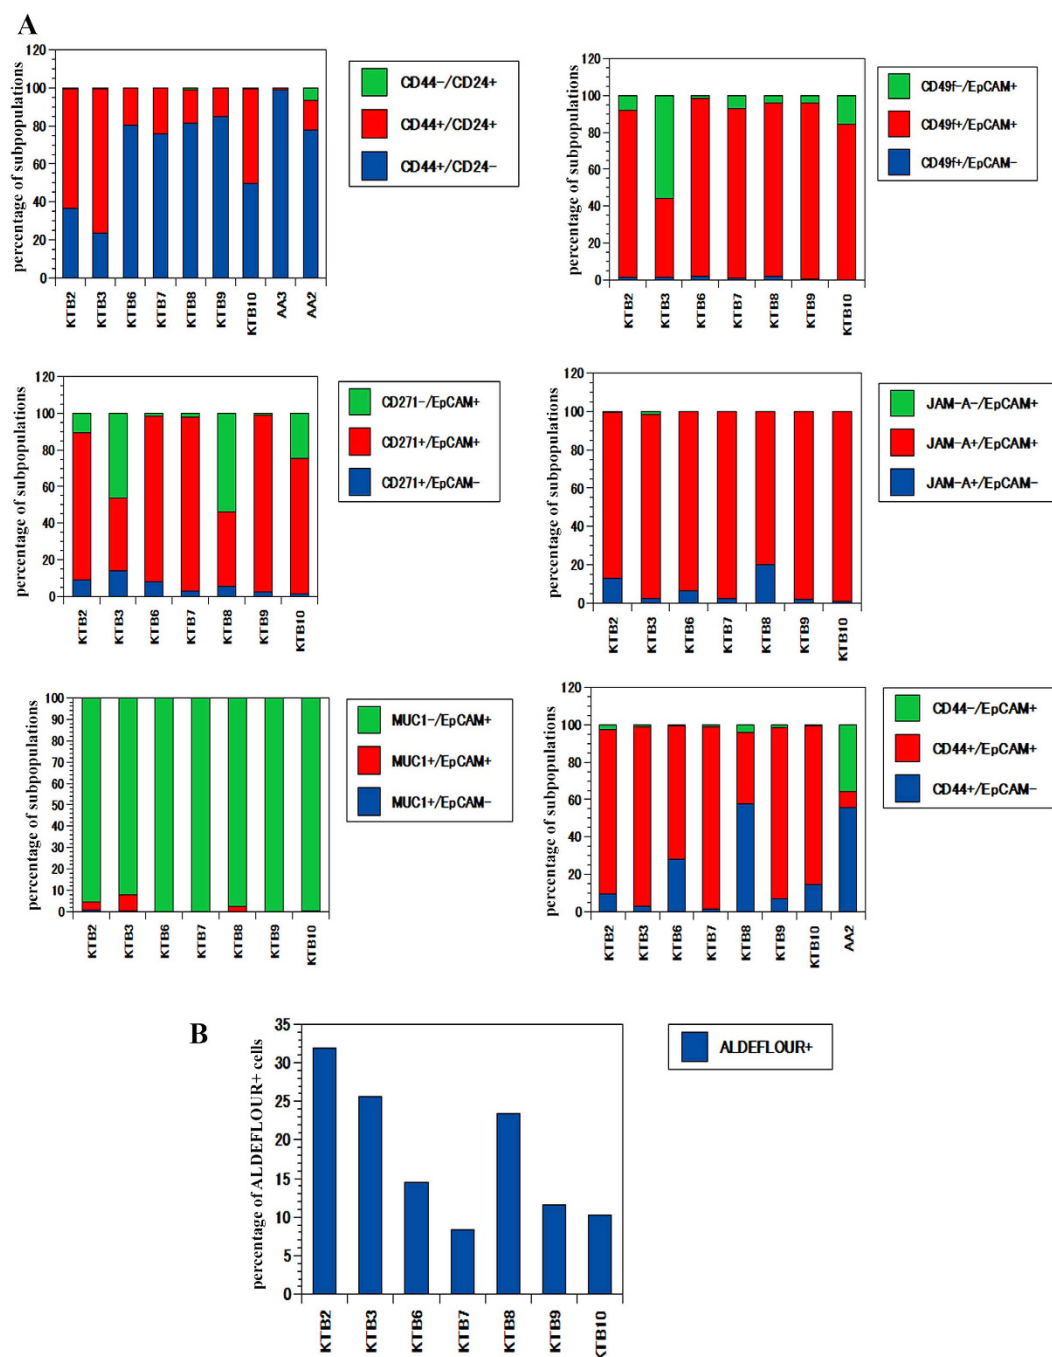 A
percentage of subpopulations
120
100
80
60
40
20
0
KTB2
KTB3
KTB6
KTB7
KTB8
KTB9
KTB10
AA3
AA2
CD44-/CD24+
CD44+/CD24+
CD44+/CD24-
percentage of subpopulations
120
100
80
60
40
20
0
KTB2
KTB3
KTB6
KTB7
KTB8
KTB9
KTB10
CD49f-/EpCAM+
CD49f+/EpCAM+
CD49f+/EpCAM-
percentage of subpopulations
120
100
80
60
40
20
0
KTB2
KTB3
KTB6
KTB7
KTB8
KTB9
KTB10
CD271-/EpCAM+
CD271+/EpCAM+
CD271+/EpCAM-
percentage of subpopulations
120
100
80
60
40
20
0
KTB2
KTB3
KTB6
KTB7
KTB8
KTB9
KTB10
JAM-A-/EpCAM+
JAM-A+/EpCAM+
JAM-A+/EpCAM-
percentage of subpopulations
100
90
80
70
60
50
40
30
20
10
0
KTB2
KTB3
KTB6
KTB7
KTB8
KTB9
KTB10
MUC1-/EpCAM+
MUC1+/EpCAM+
MUC1+/EpCAM-
percentage of subpopulations
120
100
80
60
40
20
0
KTB2
KTB3
KTB6
KTB7
KTB8
KTB9
KTB10
AA2
CD44-/EpCAM+
CD44+/EpCAM+
CD44+/EpCAM-
B
percentage of ALDEFLOUR+ cells
35
30
25
20
15
10
5
0
KTB2
KTB3
KTB6
KTB7
KTB8
KTB9
KTB10
ALDEFLOUR+